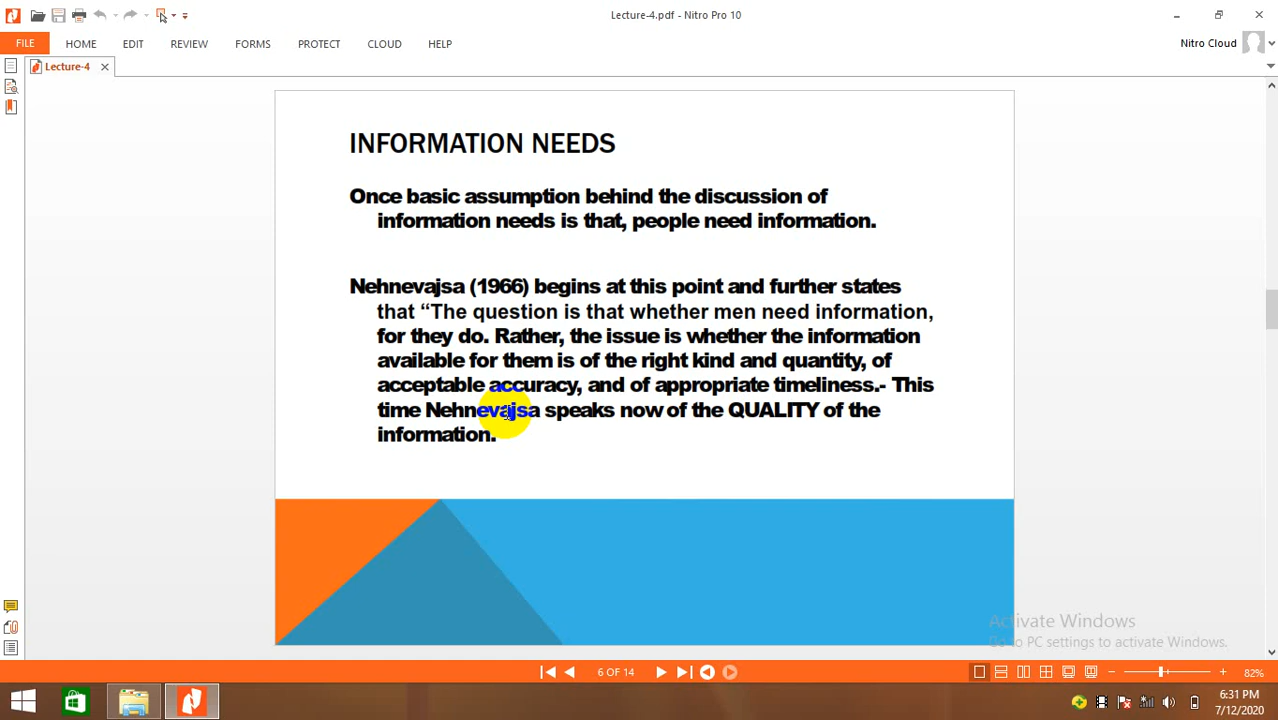 Lecture-4.pdf - Nitro Pro 10
FILE HOME EDIT REVIEW FORMS PROTECT CLOUD HELP Nitro Cloud
Lecture-4
INFORMATION NEEDS
Once basic assumption behind the discussion of
information needs is that, people need information.
Nehnevajsa (1966) begins at this point and further states
that “The question is that whether men need information,
for they do. Rather, the issue is whether the information
available for them is of the right kind and quantity, of
acceptable accuracy, and of appropriate timeliness.- This
time Nehnevajsa speaks now of the QUALITY of the
information.
Activate Windows
Go to PC settings to activate Windows.
6 OF 14
82%
6:31 PM
7/12/2020